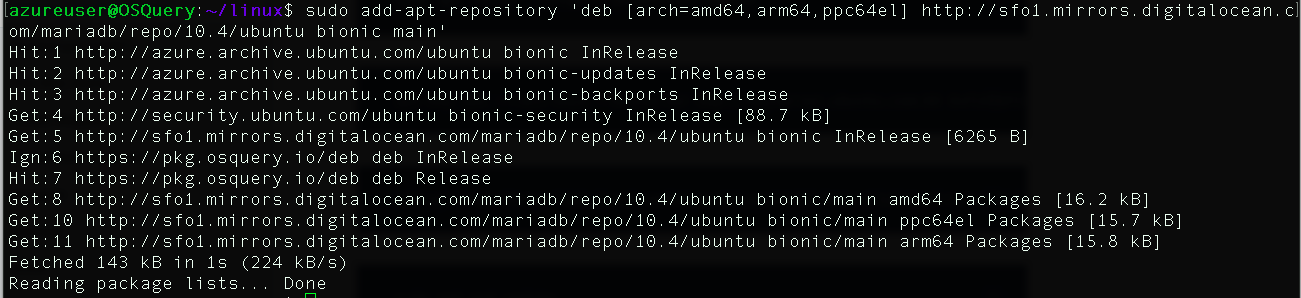 azureuser@OSQuery:~/linux$ sudo add-apt-repository 'deb [arch=amd64,arm64,ppc64el] http://sfo1.mirrors.digitalocean.c
om/mariadb/repo/10.4/ubuntu bionic main'
Hit:1 http://azure.archive.ubuntu.com/ubuntu bionic InRelease
Hit:2 http://azure.archive.ubuntu.com/ubuntu bionic-updates InRelease
Hit:3 http://azure.archive.ubuntu.com/ubuntu bionic-backports InRelease
Get:4 http://security.ubuntu.com/ubuntu bionic-security InRelease [88.7 kB]
Get:5 http://sfo1.mirrors.digitalocean.com/mariadb/repo/10.4/ubuntu bionic InRelease [6265 B]
Ign:6 https://pkg.osquery.io/deb deb InRelease
Hit:7 https://pkg.osquery.io/deb deb Release
Get:8 http://sfo1.mirrors.digitalocean.com/mariadb/repo/10.4/ubuntu bionic/main amd64 Packages [16.2 kB]
Get:10 http://sfo1.mirrors.digitalocean.com/mariadb/repo/10.4/ubuntu bionic/main ppc64el Packages [15.7 kB]
Get:11 http://sfo1.mirrors.digitalocean.com/mariadb/repo/10.4/ubuntu bionic/main arm64 Packages [15.8 kB]
Fetched 143 kB in 1s (224 kB/s)
Reading package lists... Done